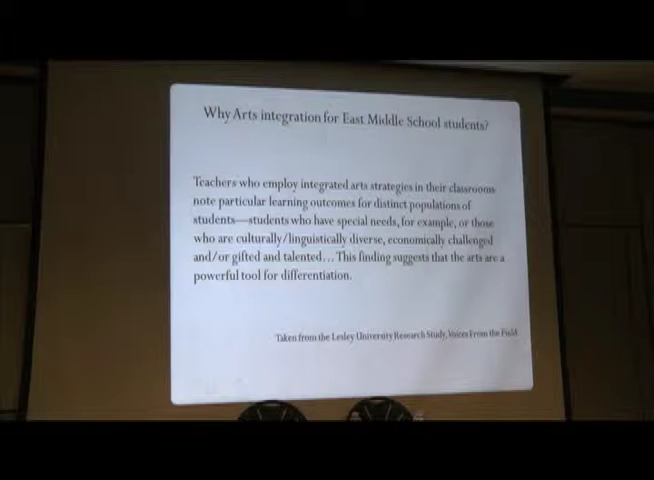 Why Arts integration for East Middle School students?
Teachers who employ integrated arts strategies in their classrooms
note particular learning outcomes for distinct populations of
students—students who have special needs, for example, or those
who are culturally/linguistically diverse, economically challenged
and/or gifted and talented... This finding suggests that the arts are a
powerful tool for differentiation.
Taken from the Lesley University Research Study, Voices From the Field